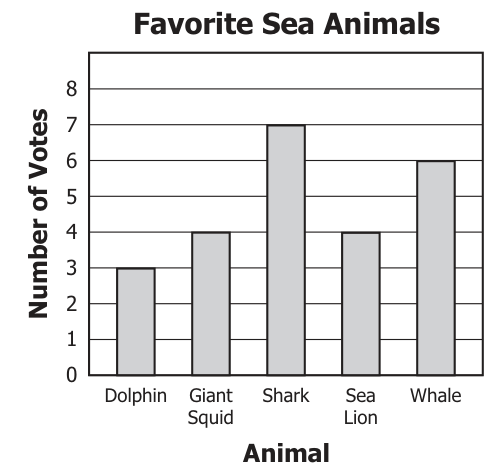 Favorite Sea Animals
Number of Votes
8
7
6
5
4
3
2
1
0
Dolphin
Giant
Squid
Shark
Sea
Lion
Whale
Animal